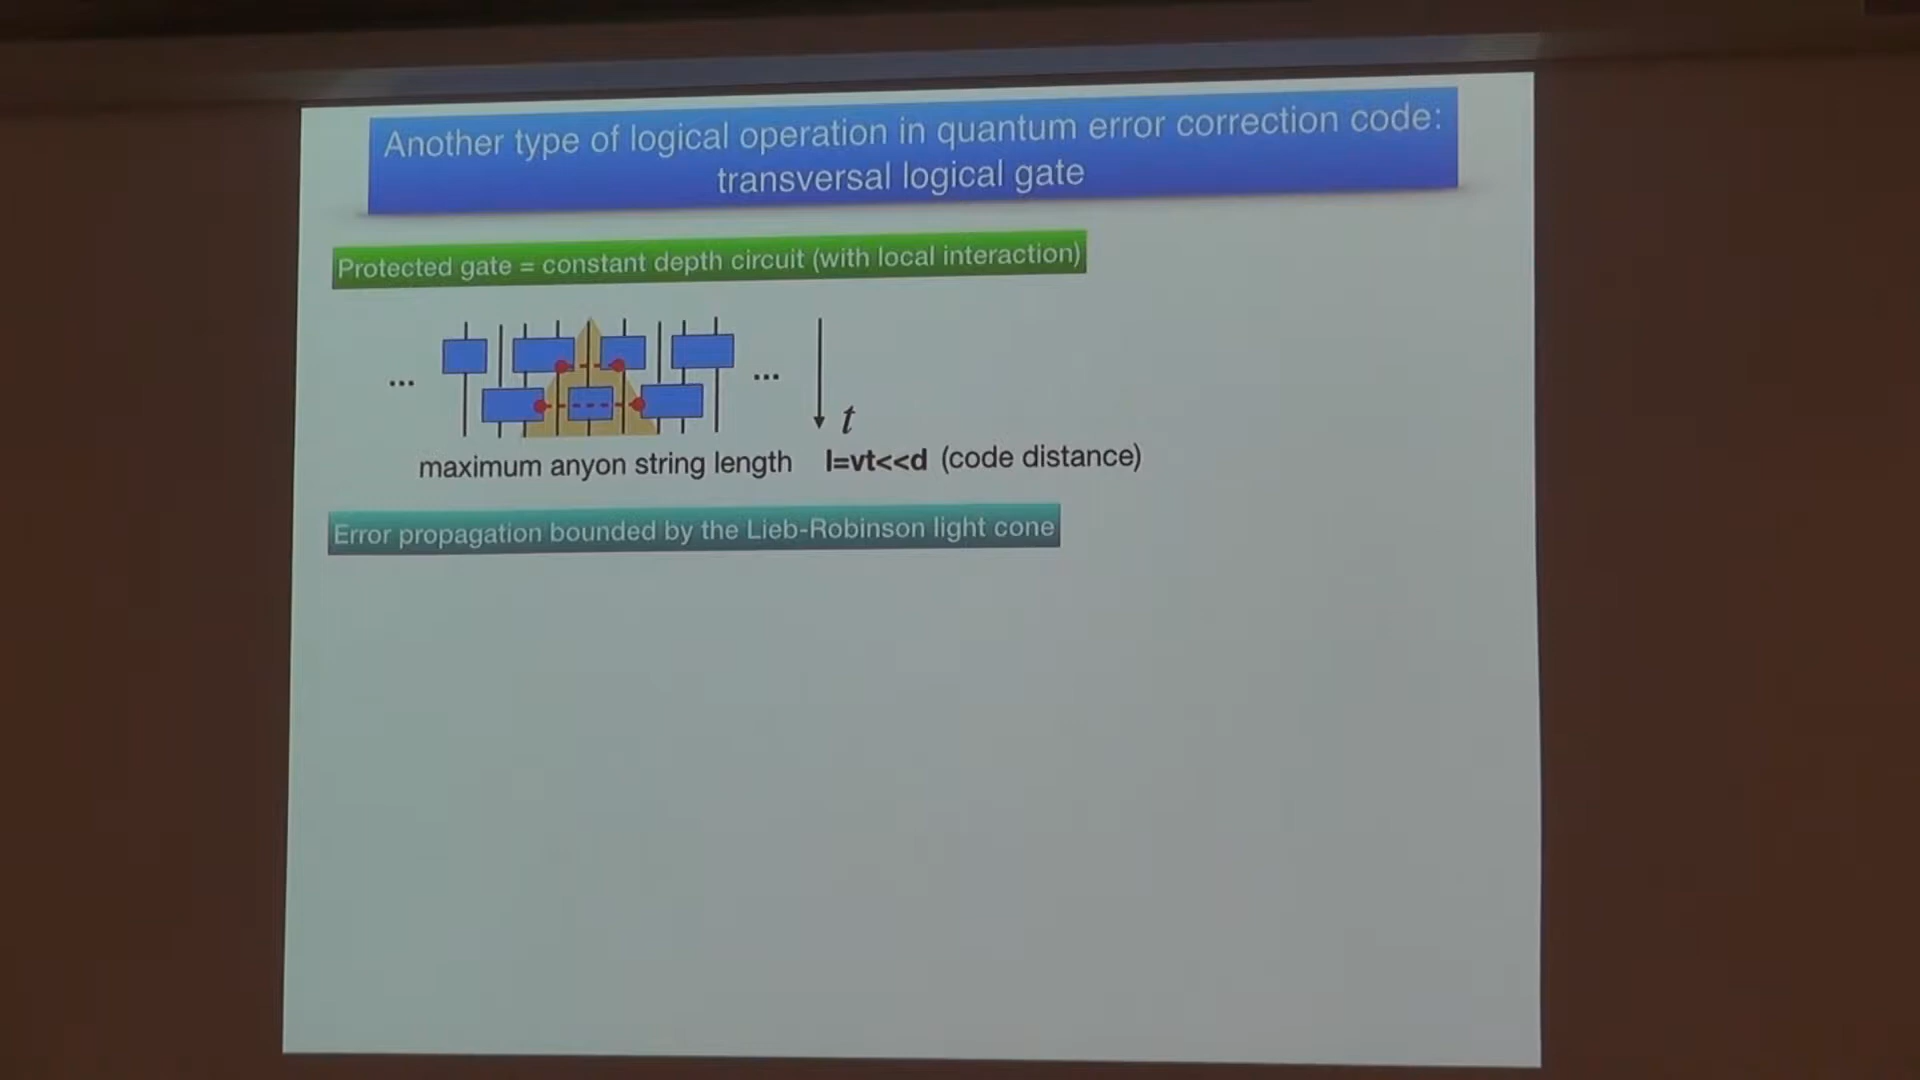 Another type of logical operation in quantum error correction code:
transversal logical gate
Protected gate = constant depth circuit (with local interaction)
... ...
t
maximum anyon string length l=vt<<d (code distance)
Error propagation bounded by the Lieb-Robinson light cone